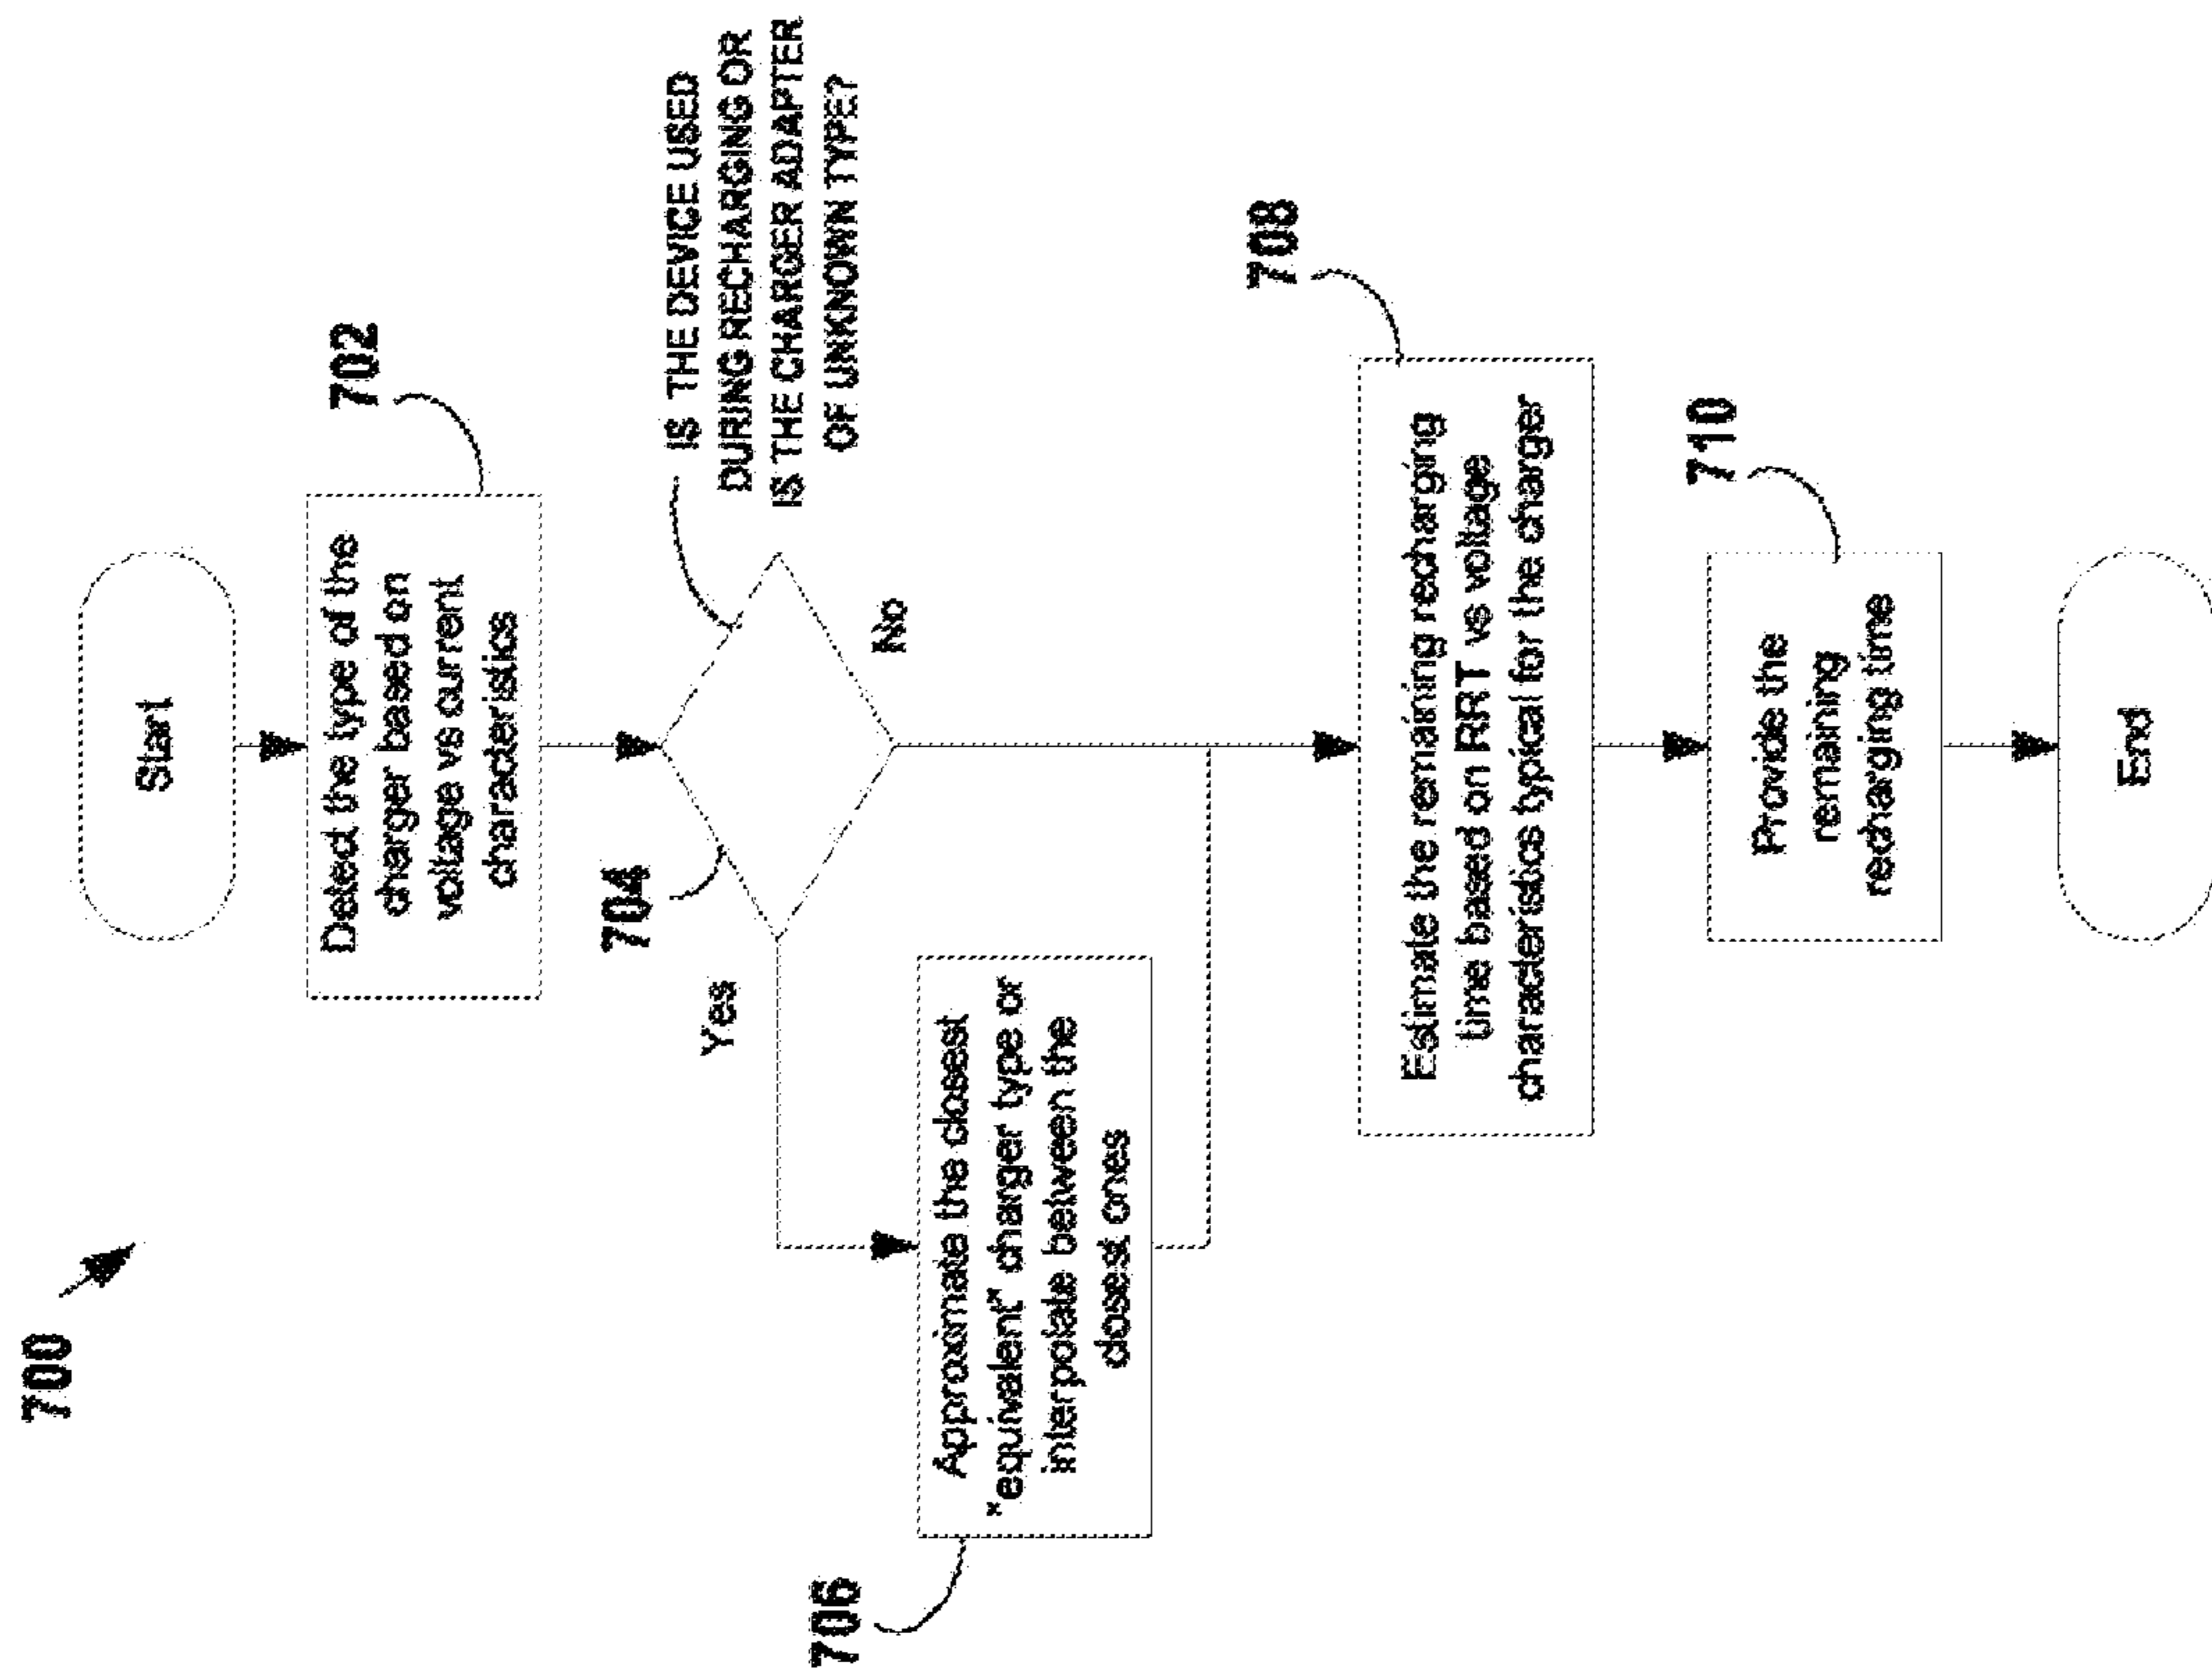 700
Start
702
Detect the type of the
charger based on
voltage vs current
characteristics
704
IS THE DEVICE USED
DURING RECHARGING OR
IS THE CHARGER ADAPTER
OF UNKNOWN TYPE?
Yes
No
706
Approximate the closest
"equivalent" charger type or
interpolate between the
closest ones
708
Estimate the remaining recharging
time based on RRT vs voltage
characteristics typical for the charger
710
Provide the
remaining
recharging time
End